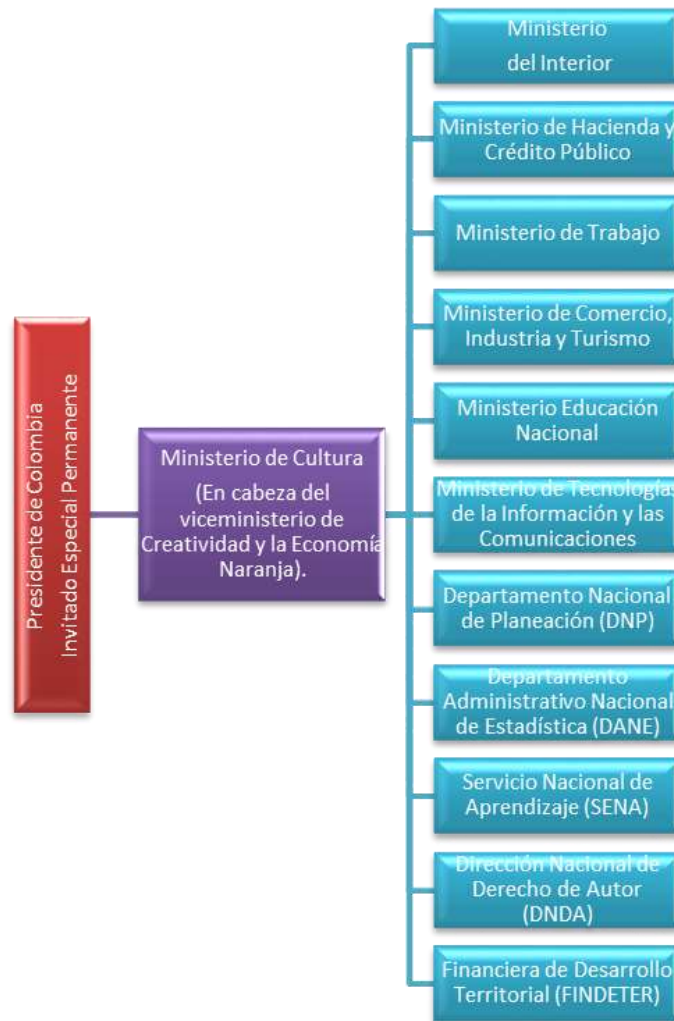 Presidente de Colombia
Invitado Especial Permanente
Ministerio de Cultura
(En cabeza del
viceministerio de
Creatividad y la Economía
Naranja).
Ministerio
del Interior
Ministerio de Hacienda y
Crédito Público
Ministerio de Trabajo
Ministerio de Comercio,
Industria y Turismo
Ministerio Educación
Nacional
Ministerio de Tecnologías
de la Información y las
Comunicaciones
Departamento Nacional
de Planeación (DNP)
Departamento
Administrativo Nacional
de Estadística (DANE)
Servicio Nacional de
Aprendizaje (SENA)
Dirección Nacional de
Derecho de Autor
(DNDA)
Financiera de Desarrollo
Territorial (FINDETER)